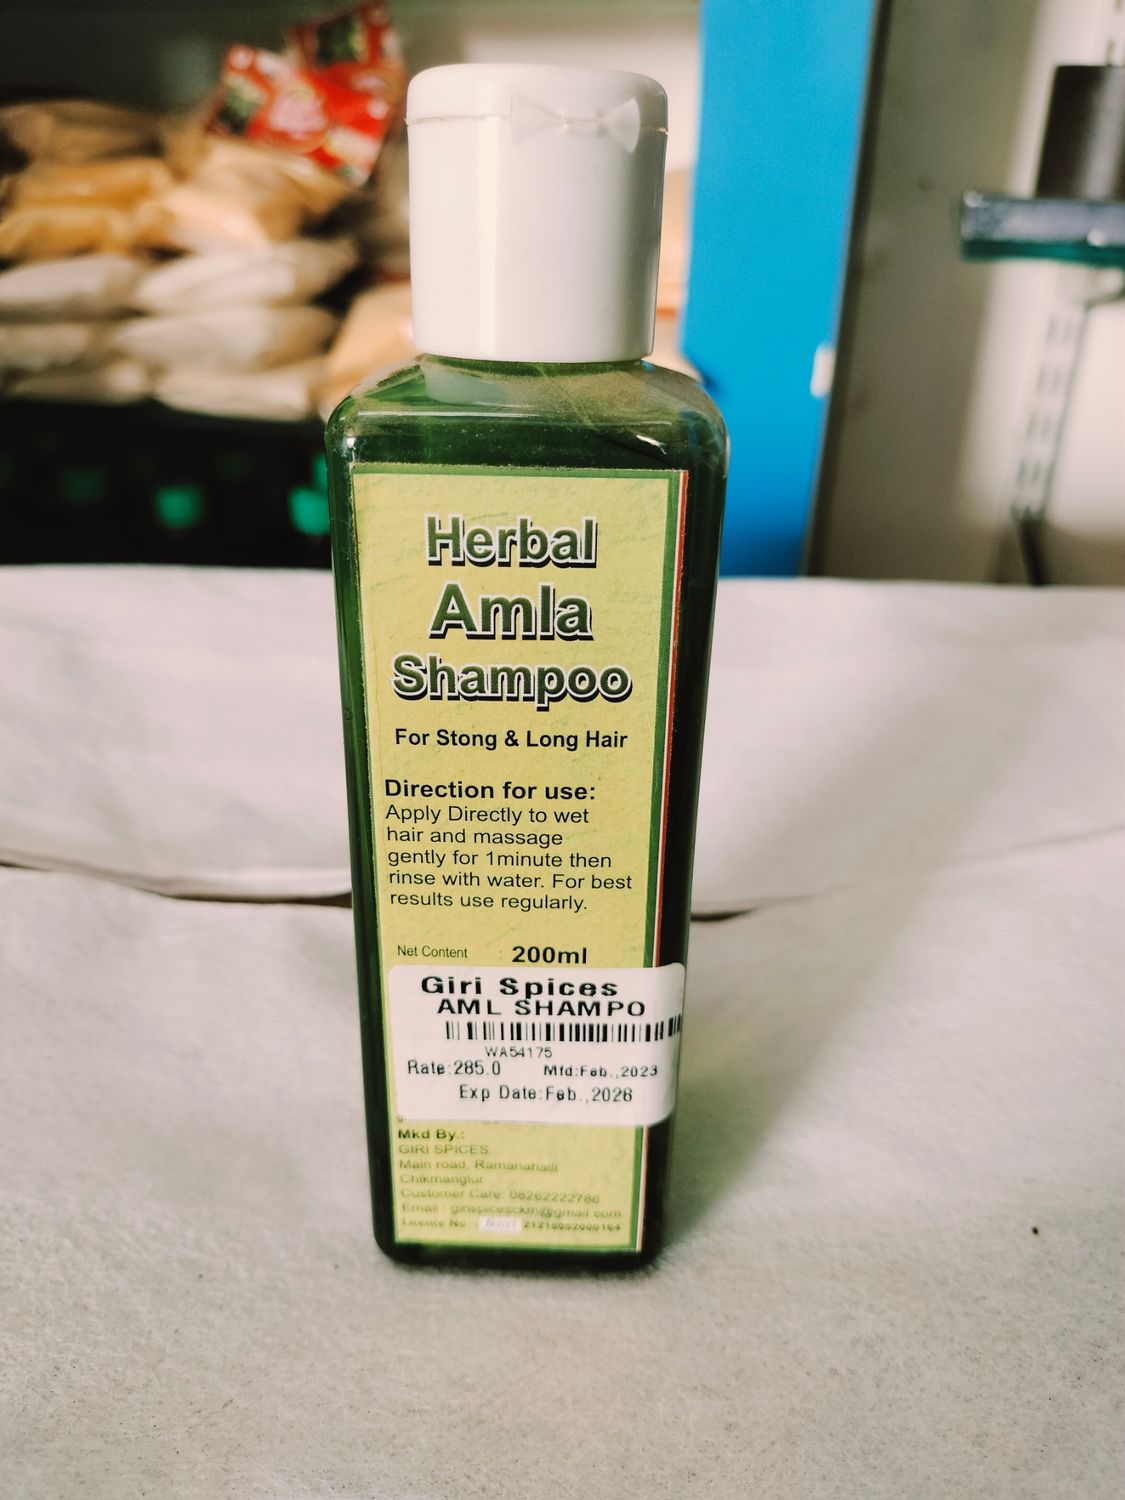 Herbal
Amla
Shampoo
For Stong & Long Hair
Direction for use:
Apply Directly to wet
hair and massage
gently for 1minute then
rinse with water. For best
results use regularly.
Net Content : 200ml
Giri Spices
AML SHAMPO
WA54175
Rate:285.0 Mfd:Feb.,2023
Exp Date:Feb.,2026
Mkd By.:
GIRI SPICES
Main road, Ramanahalli
Chikmanglur
Customer Care: 08262222786
Email : girispicesckm@gmail.com
Licence No